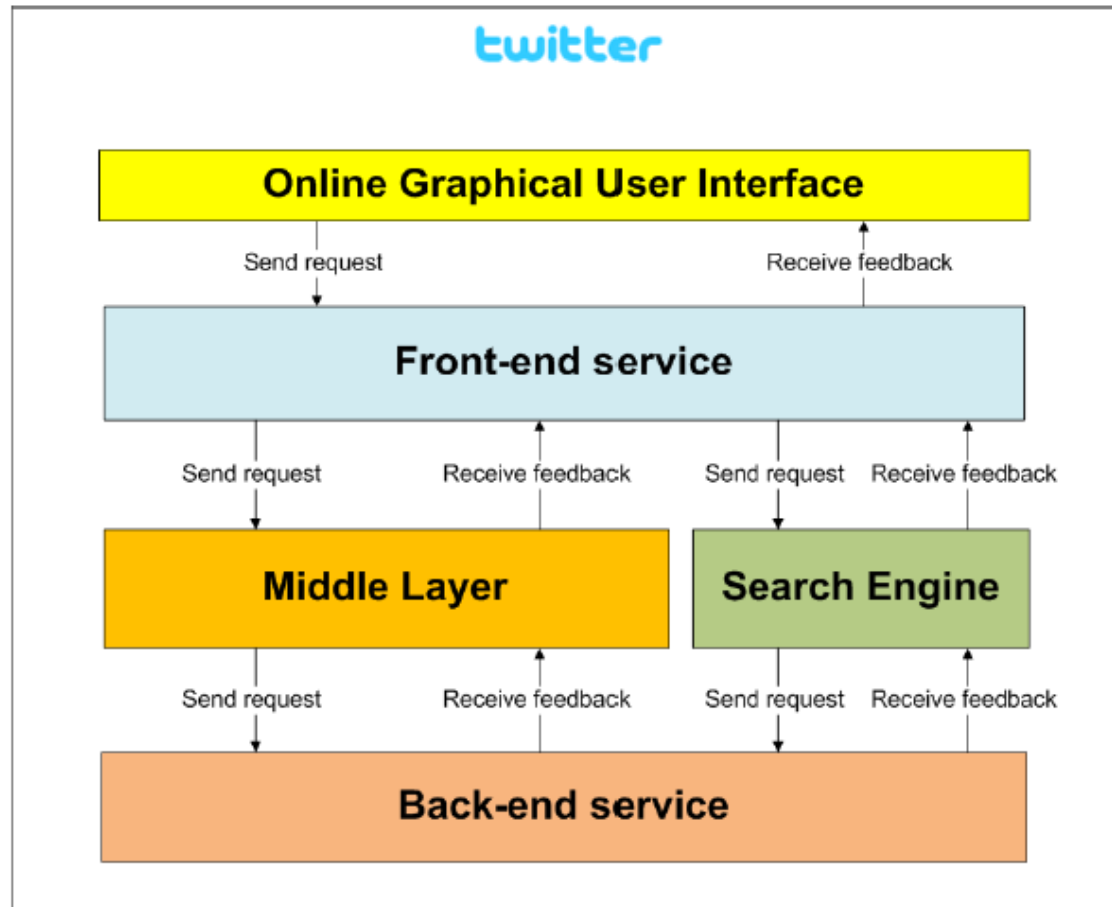 twitter
Online Graphical User Interface
Send request
Receive feedback
Front-end service
Send request
Receive feedback
Send request
Receive feedback
Middle Layer
Search Engine
Send request
Receive feedback
Send request
Receive feedback
Back-end service